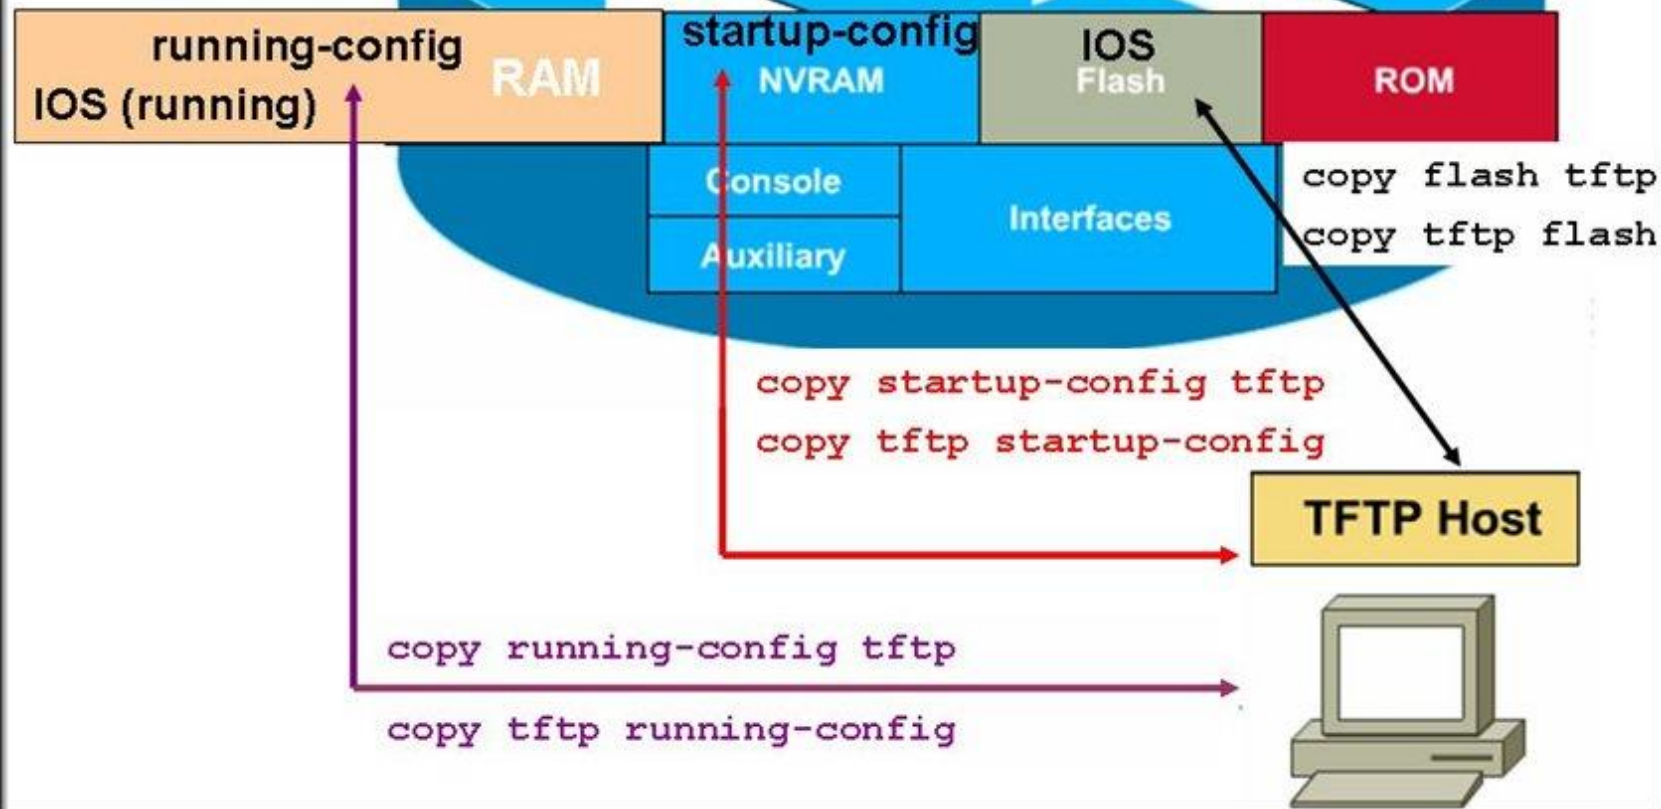 running-config
IOS (running)
RAM
startup-config
NVRAM
IOS
Flash
ROM
Console
Auxiliary
Interfaces
copy flash tftp
copy tftp flash
copy startup-config tftp
copy tftp startup-config
TFTP Host
copy running-config tftp
copy tftp running-config